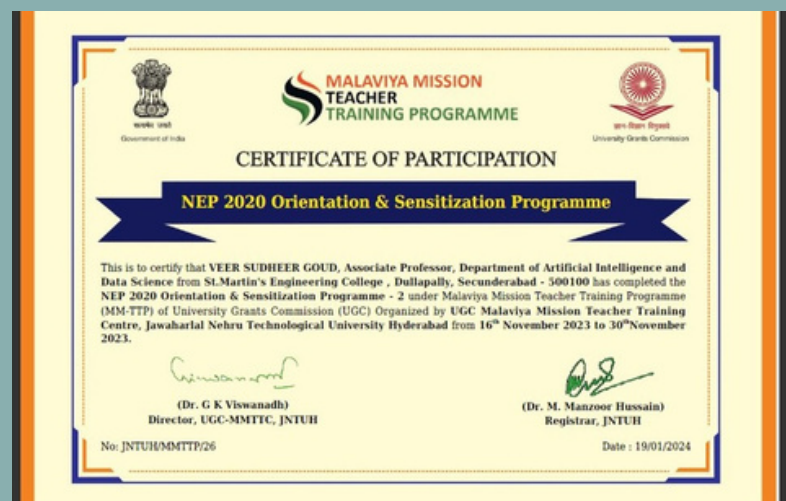 सत्यमेव जयते
Government of India
MALAVIYA MISSION
TEACHER
TRAINING PROGRAMME
ज्ञान-विज्ञान विमुक्तये
University Grants Commission
CERTIFICATE OF PARTICIPATION
NEP 2020 Orientation & Sensitization Programme
This is to certify that VEER SUDHEER GOUD, Associate Professor, Department of Artificial Intelligence and
Data Science from St.Martin's Engineering College , Dullapally, Secunderabad - 500100 has completed the
NEP 2020 Orientation & Sensitization Programme - 2 under Malaviya Mission Teacher Training Programme
(MM-TTP) of University Grants Commission (UGC) Organized by UGC Malaviya Mission Teacher Training
Centre, Jawaharlal Nehru Technological University Hyderabad from 16th November 2023 to 30thNovember
2023.
(Dr. G K Viswanadh)
Director, UGC-MMTTC, JNTUH
(Dr. M. Manzoor Hussain)
Registrar, JNTUH
No: JNTUH/MMTTP/26
Date : 19/01/2024